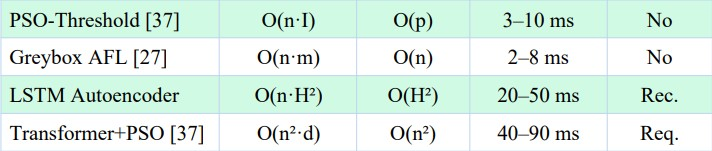 PSO-Threshold [37] O(n·I) O(p) 3–10 ms No
Greybox AFL [27] O(n·m) O(n) 2–8 ms No
LSTM Autoencoder O(n·H²) O(H²) 20–50 ms Rec.
Transformer+PSO [37] O(n²·d) O(n²) 40–90 ms Req.